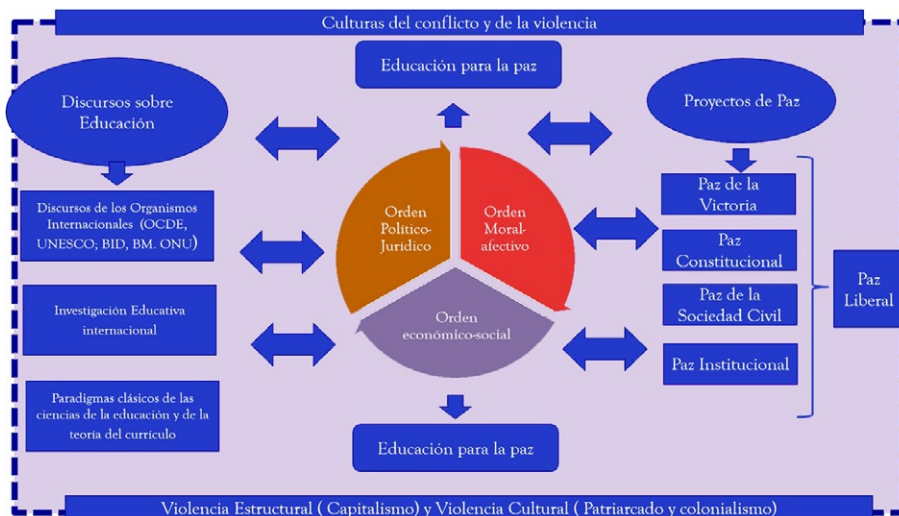 Culturas del conflicto y de la violencia
Educación para la paz
Discursos sobre
Educación
Proyectos de Paz
Discursos de los Organismos
Internacionales (OCDE,
UNESCO; BID, BM. ONU)
Investigación Educativa
internacional
Paradigmas clásicos de las
ciencias de la educación y de la
teoría del currículo
Orden
Político-
Jurídico
Orden
Moral-
afectivo
Orden
económico-social
Paz de la
Victoria
Paz
Constitucional
Paz de la
Sociedad Civil
Paz Institucional
Paz
Liberal
Educación para la paz
Violencia Estructural ( Capitalismo) y Violencia Cultural ( Patriarcado y colonialismo)